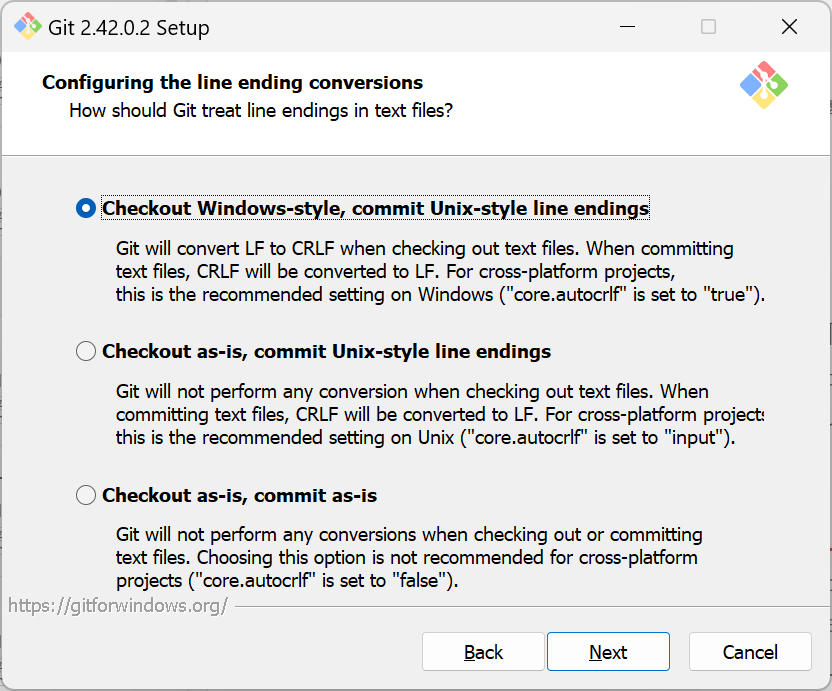 Git 2.42.0.2 Setup
Configuring the line ending conversions
How should Git treat line endings in text files?
Checkout Windows-style, commit Unix-style line endings
Git will convert LF to CRLF when checking out text files. When committing
text files, CRLF will be converted to LF. For cross-platform projects,
this is the recommended setting on Windows ("core.autocrlf" is set to "true").
Checkout as-is, commit Unix-style line endings
Git will not perform any conversion when checking out text files. When
committing text files, CRLF will be converted to LF. For cross-platform projects
this is the recommended setting on Unix ("core.autocrlf" is set to "input").
Checkout as-is, commit as-is
Git will not perform any conversions when checking out or committing
text files. Choosing this option is not recommended for cross-platform
projects ("core.autocrlf" is set to "false").
https://gitforwindows.org/
Back Next Cancel